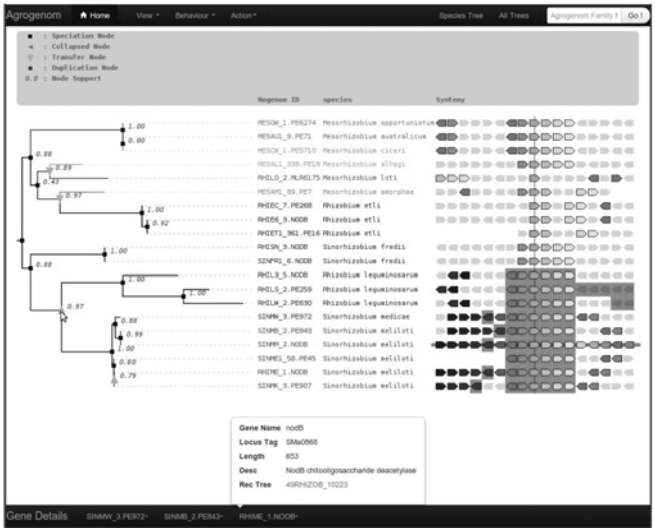 Agrogenom Home View Behaviour Action Species Tree All Trees Agrogenom Family Go !
: Speciation Node
: Collapsed Node
: Transfer Node
: Duplication Node
0.0 : Node Support
Hogenom ID species Synteny
MESOW_1.PE6274 Mesorhizobium opportunistum
1.00
MESAU1_9.PE71 Mesorhizobium australicum
0.00
MESCW_1.PE5710 Mesorhizobium ciceri
0.88
MESAL1_398.PE18 Mesorhizobium alhagi
0.89
RHILO_2.MLR6175 Mesorhizobium loti
0.43
MESAM1_89.PE7 Mesorhizobium amorphae
0.97
RHIEC_7.PE268 Rhizobium etli
1.00
RHIE6_3.NODB Rhizobium etli
0.92
RHIET1_361.PE16 Rhizobium etli
RHISN_3.NODB Sinorhizobium fredii
1.00
SINFR1_6.NODB Sinorhizobium fredii
0.88
RHIL3_5.NODB Rhizobium leguminosarum
1.00
RHILS_2.PE259 Rhizobium leguminosarum
1.00
RHILW_2.PE630 Rhizobium leguminosarum
0.97
SINMW_3.PE972 Sinorhizobium medicae
0.88
SINMB_2.PE843 Sinorhizobium meliloti
0.99
SINMM_2.NODB Sinorhizobium meliloti
1.00
SINME1_58.PE45 Sinorhizobium meliloti
0.80
RHIME_1.NODB Sinorhizobium meliloti
0.79
SINMK_3.PE907 Sinorhizobium meliloti
Gene Name nodB
Locus Tag SMa0868
Length 653
Desc NodB chitooligosaccharide deacetylase
Rec Tree 49RHIZOB_10223
Gene Details SINMW_3.PE972 SINMB_2.PE843 RHIME_1.NODB